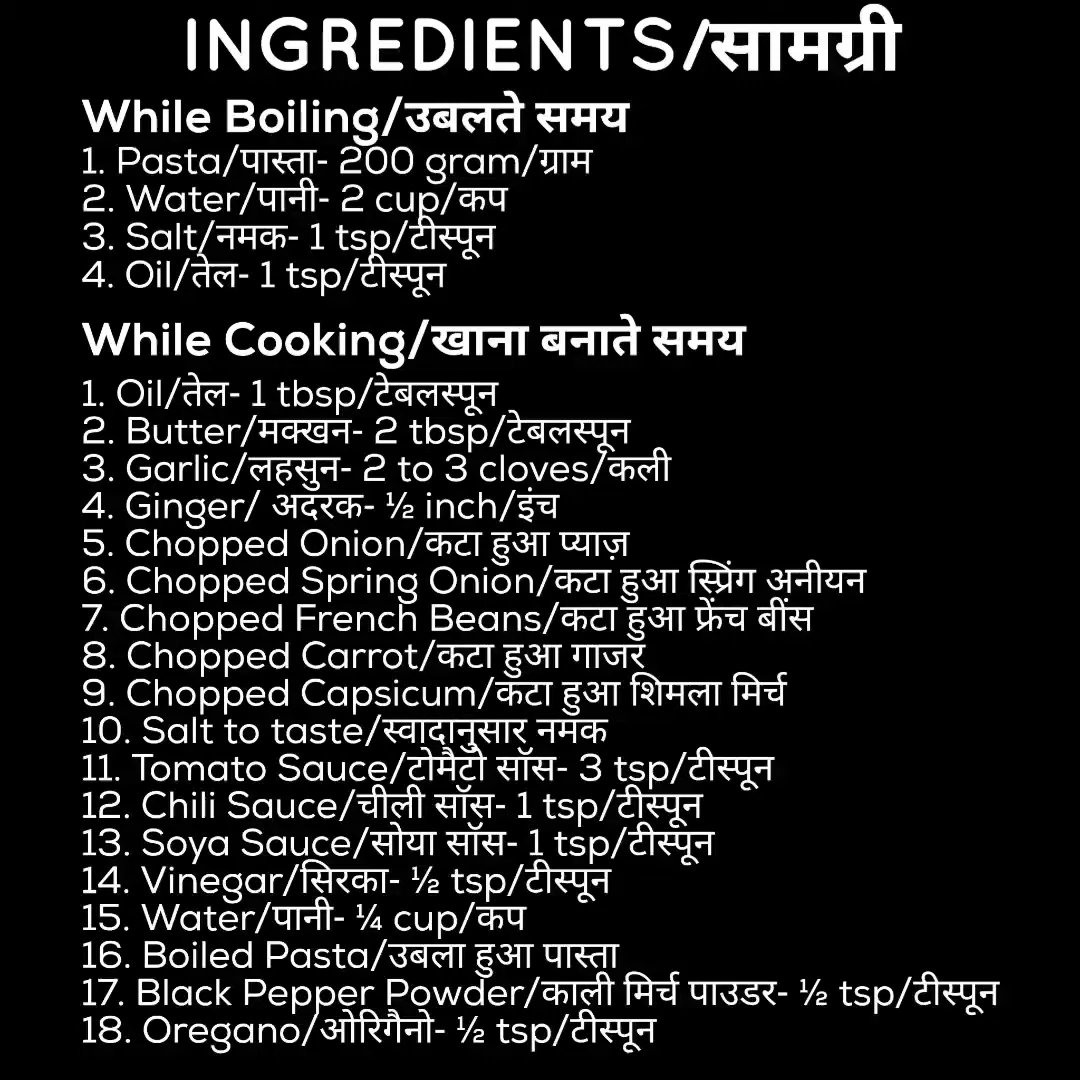 INGREDIENTS/सामग्री
While Boiling/उबलते समय
1. Pasta/पास्ता- 200 gram/ग्राम
2. Water/पानी- 2 cup/कप
3. Salt/नमक- 1 tsp/टीस्पून
4. Oil/तेल- 1 tsp/टीस्पून
While Cooking/खाना बनाते समय
1. Oil/तेल- 1 tbsp/टेबलस्पून
2. Butter/मक्खन- 2 tbsp/टेबलस्पून
3. Garlic/लहसुन- 2 to 3 cloves/कली
4. Ginger/ अदरक- ½ inch/इंच
5. Chopped Onion/कटा हुआ प्याज़
6. Chopped Spring Onion/कटा हुआ स्प्रिंग अनीयन
7. Chopped French Beans/कटा हुआ फ्रेंच बींस
8. Chopped Carrot/कटा हुआ गाजर
9. Chopped Capsicum/कटा हुआ शिमला मिर्च
10. Salt to taste/स्वादानुसार नमक
11. Tomato Sauce/टोमैटो सॉस- 3 tsp/टीस्पून
12. Chili Sauce/चीली सॉस- 1 tsp/टीस्पून
13. Soya Sauce/सोया सॉस- 1 tsp/टीस्पून
14. Vinegar/सिरका- ½ tsp/टीस्पून
15. Water/पानी- ¼ cup/कप
16. Boiled Pasta/उबला हुआ पास्ता
17. Black Pepper Powder/काली मिर्च पाउडर- ½ tsp/टीस्पून
18. Oregano/ओरिगैनो- ½ tsp/टीस्पून